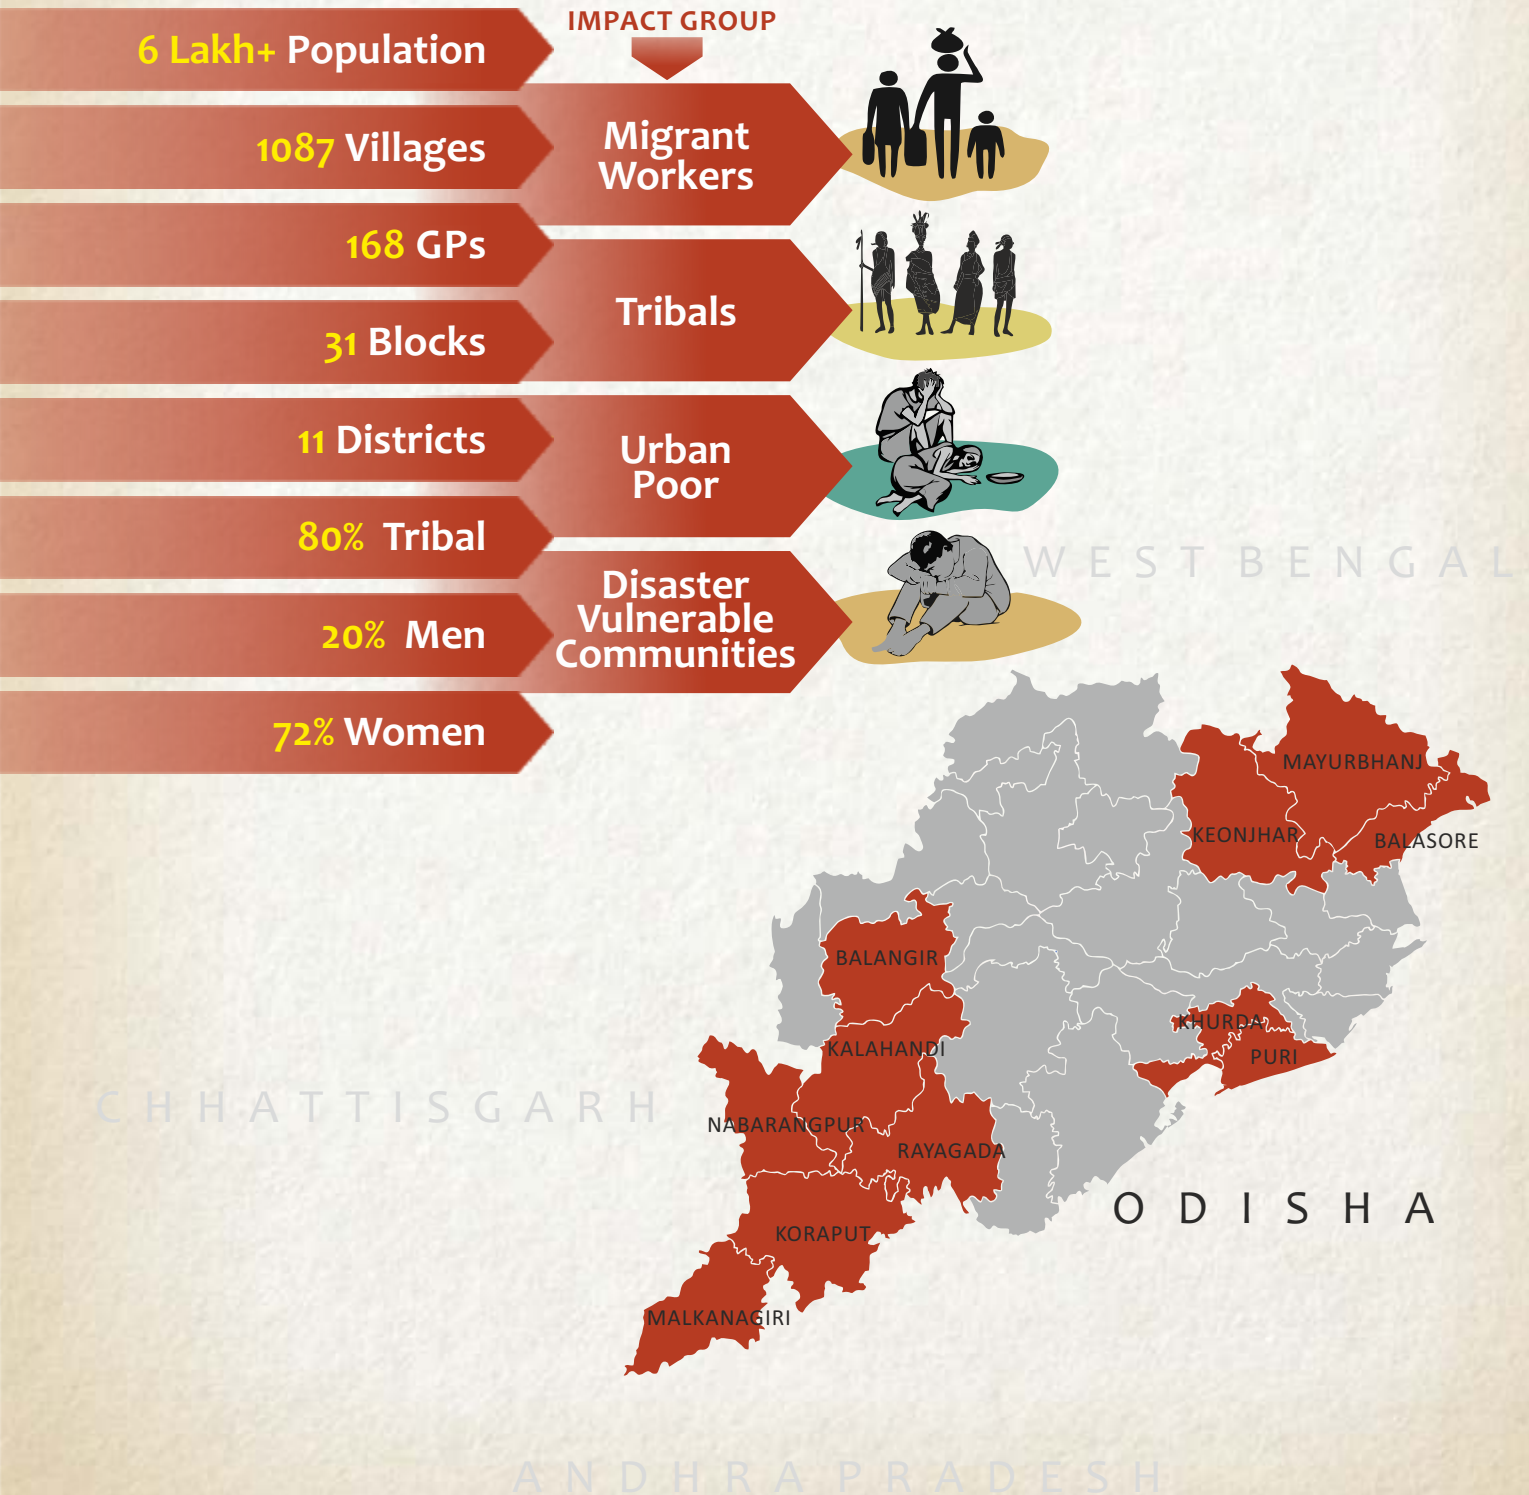 6 Lakh+ Population
1087 Villages
168 GPs
31 Blocks
11 Districts
80% Tribal
20% Men
72% Women
IMPACT GROUP
Migrant
Workers
Tribals
Urban
Poor
Disaster
Vulnerable
Communities
WEST BENGAL
MAYURBHANJ
KEONJHAR
BALASORE
BALANGIR
KHURDA
KALAHANDI
PURI
CHHATTISGARH
NABARANGPUR
RAYAGADA
ODISHA
KORAPUT
MALKANAGIRI
ANDHRA PRADESH